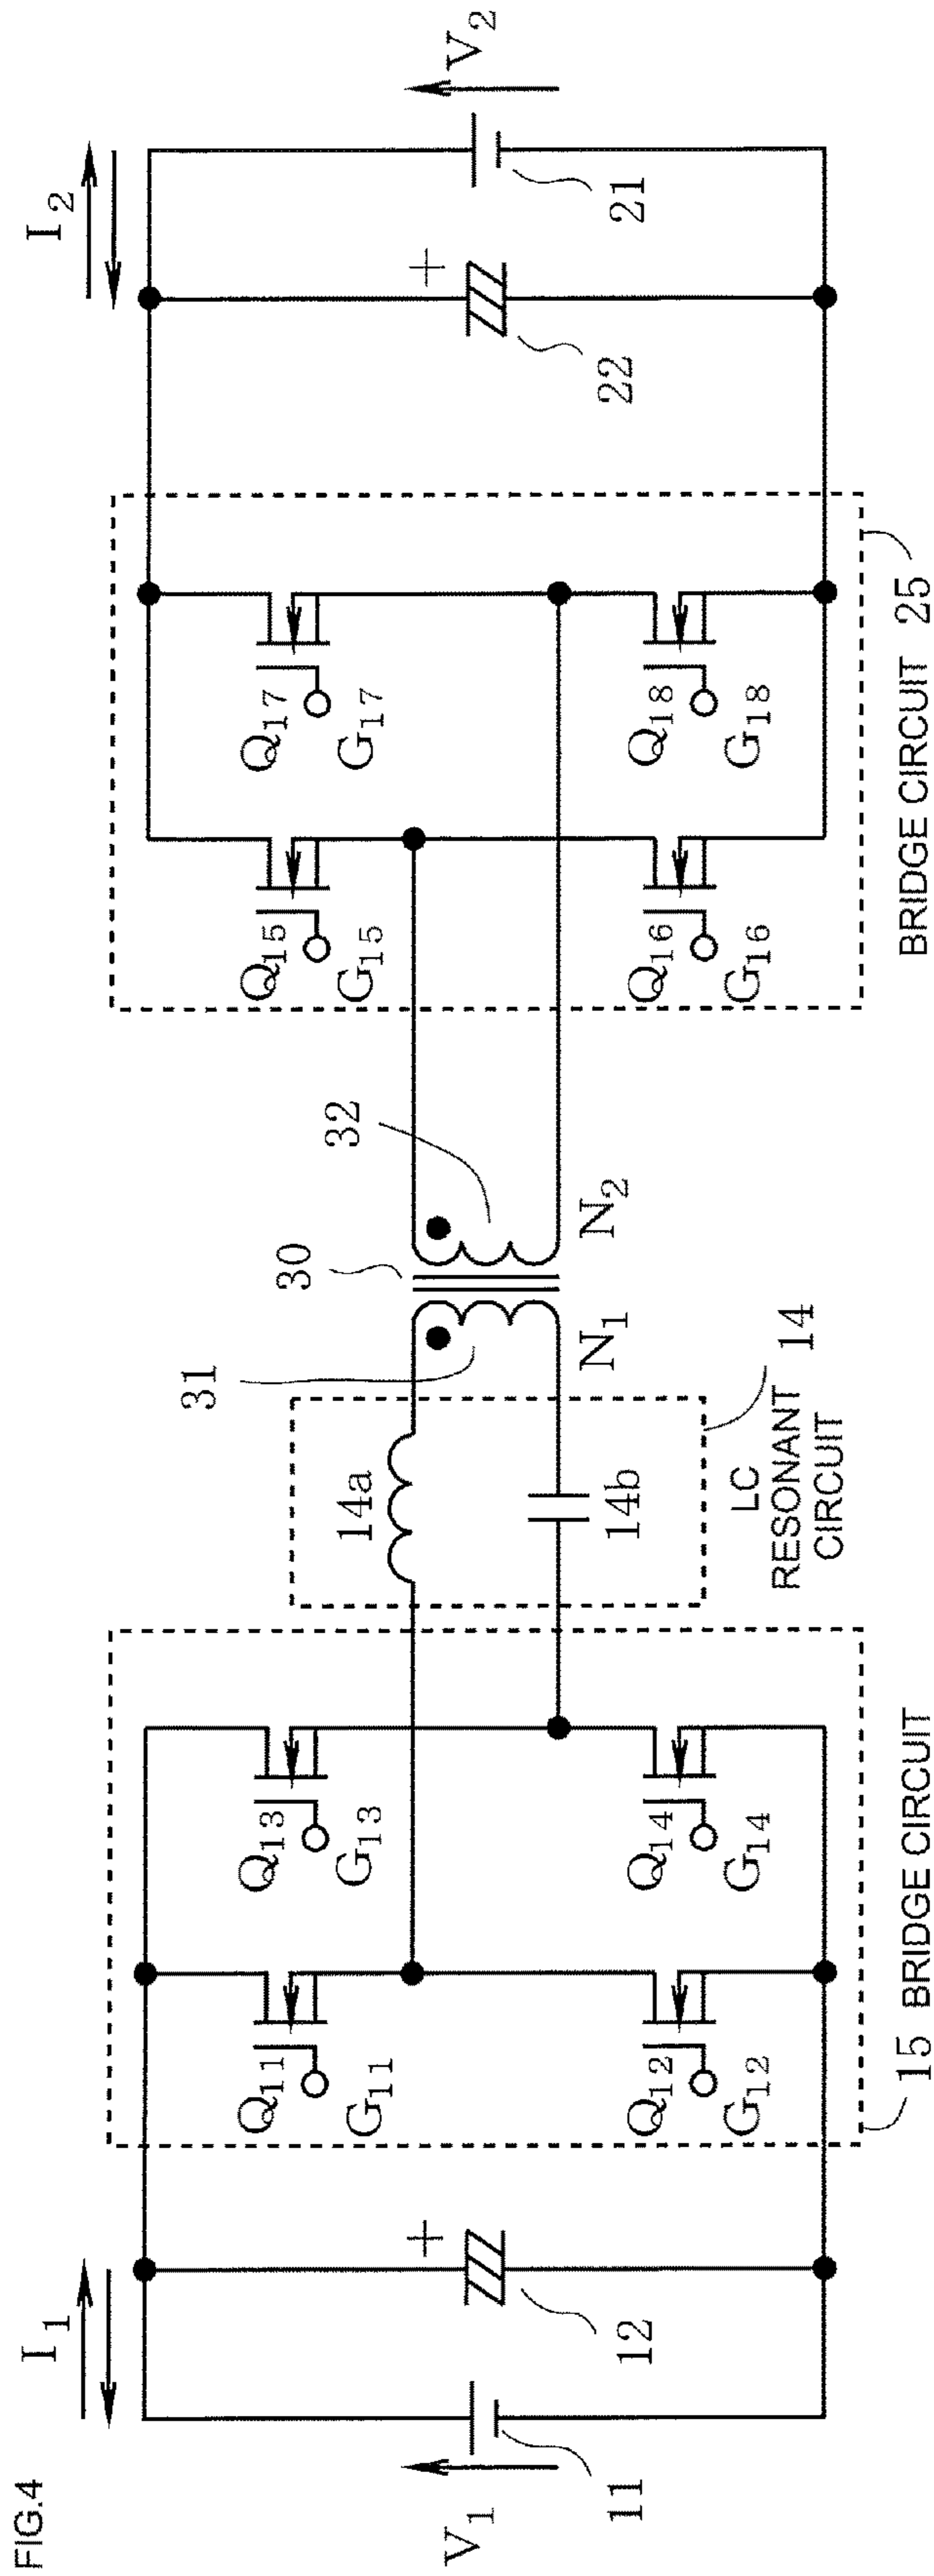 FIG.4
I1
V1
11
12
+
Q11
G11
Q12
G12
Q13
G13
Q14
G14
15 BRIDGE CIRCUIT
14a
14b
LC
RESONANT
CIRCUIT
14
31
30
32
N1
N2
Q15
G15
Q16
G16
Q17
G17
Q18
G18
BRIDGE CIRCUIT 25
+
22
21
I2
V2